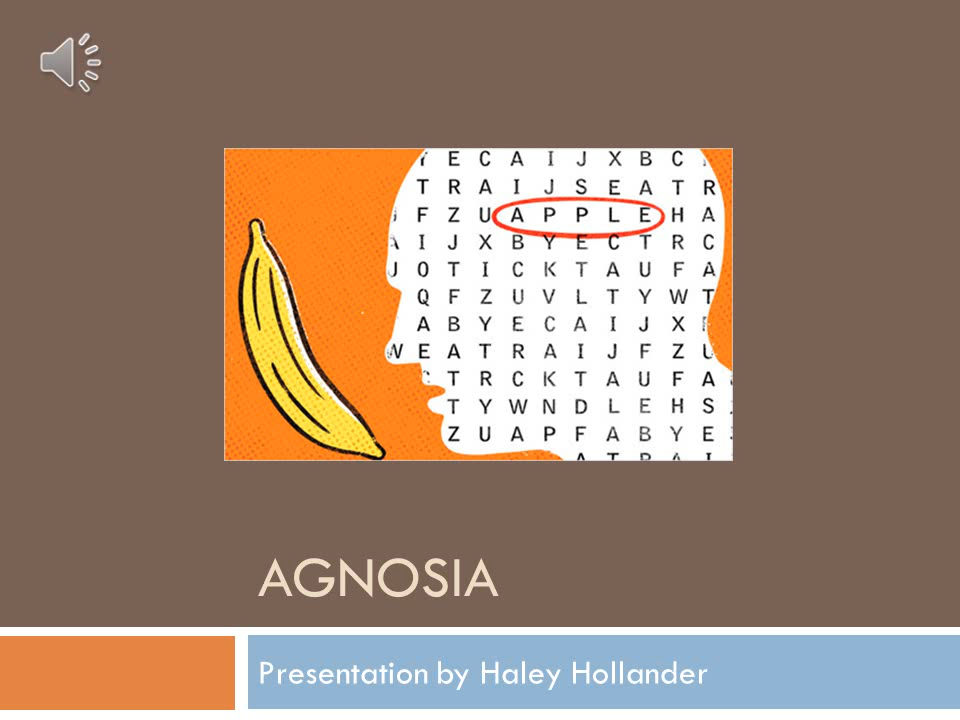 Y E C A I J X B C
T R A I J S E A T R
F Z U A P P L E H A
A I J X B Y E C T R C
J O T I C K T A U F A
Q F Z U V L T Y W T
A B Y E C A I J X
W E A T R A I J F Z U
T R C K T A U F A
T Y W N D L E H S
Z U A P F A B Y E
A T R A I
AGNOSIA
Presentation by Haley Hollander